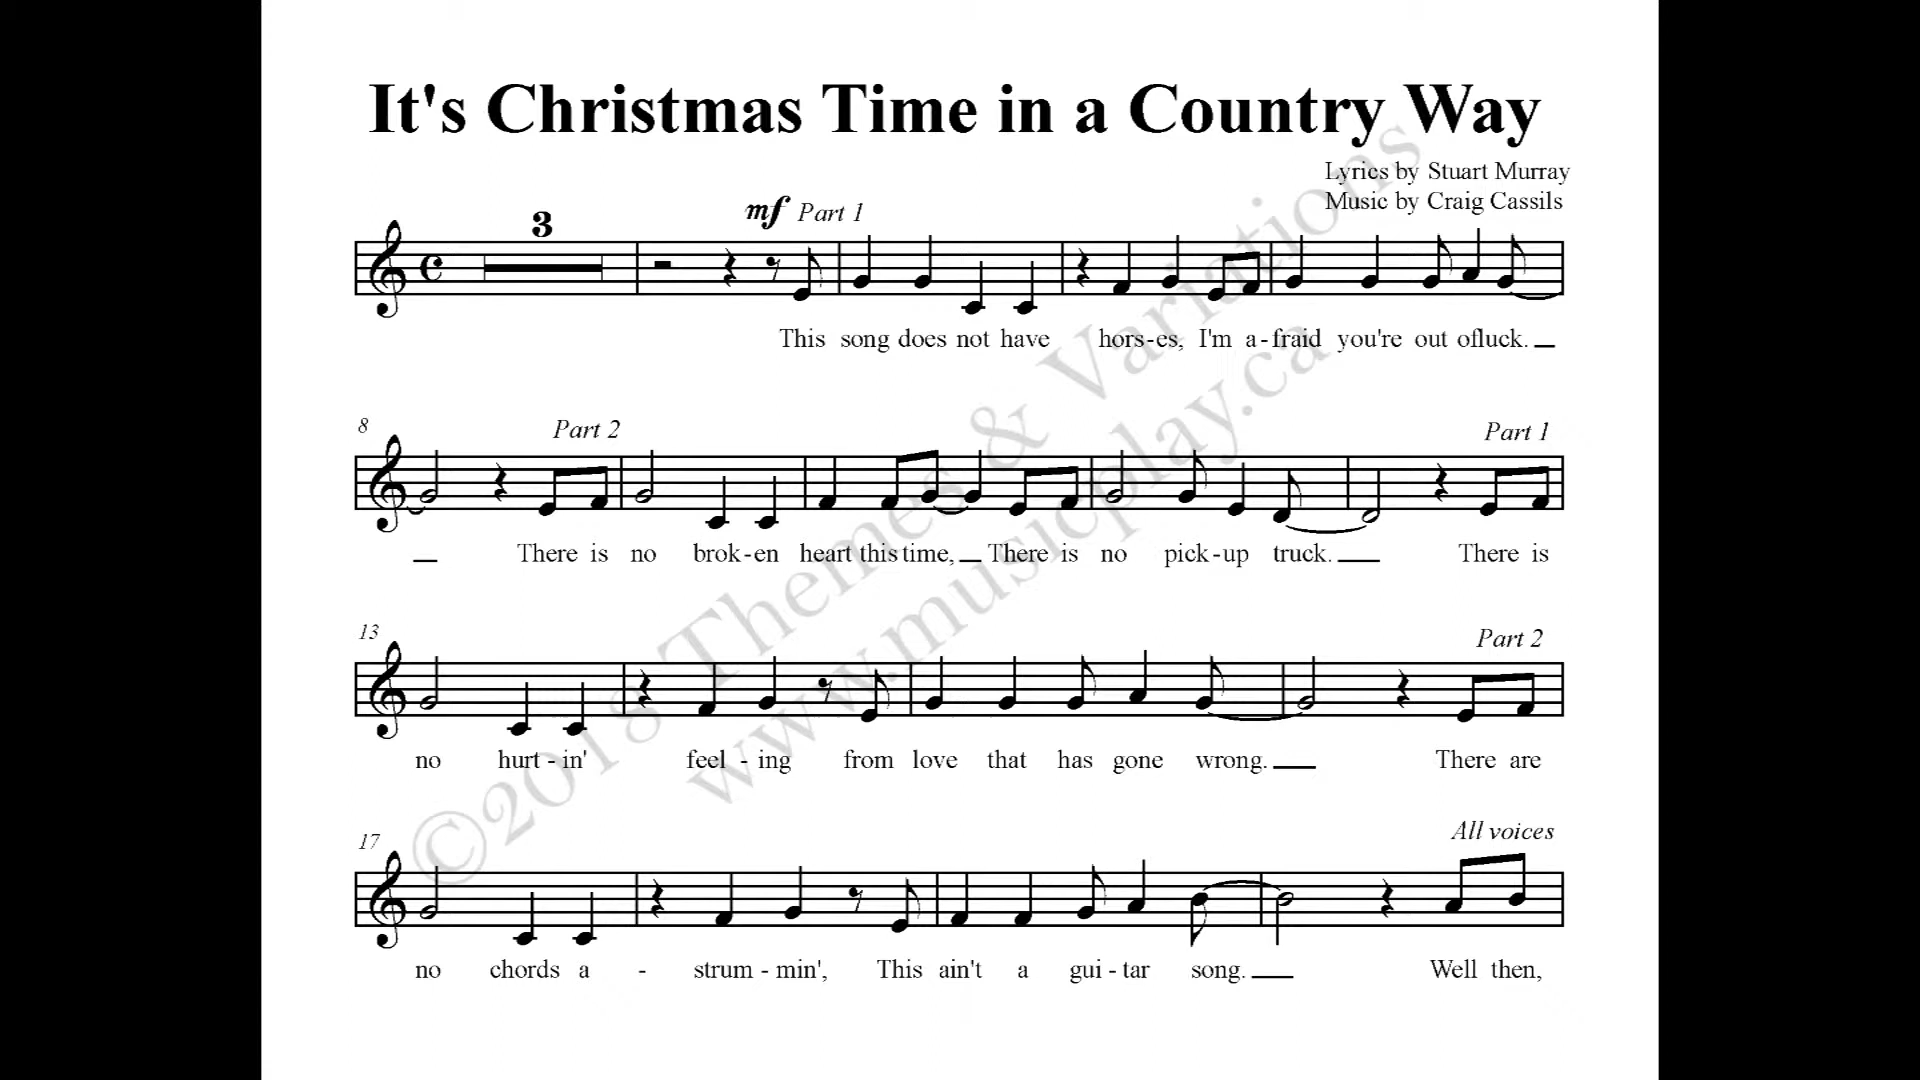 It's Christmas Time in a Country Way
Lyrics by Stuart Murray
Music by Craig Cassils
3
mf Part 1
This song does not have hors-es, I'm a-fraid you're out ofluck.
8
Part 2
Part 1
There is no brok-en heart this time, There is no pick-up truck. There is
13
Part 2
no hurt-in' feel-ing from love that has gone wrong. There are
17
All voices
no chords a-strum-min', This ain't a gui-tar song. Well then,
©2018 Themes & Variations
www.musicplay.ca